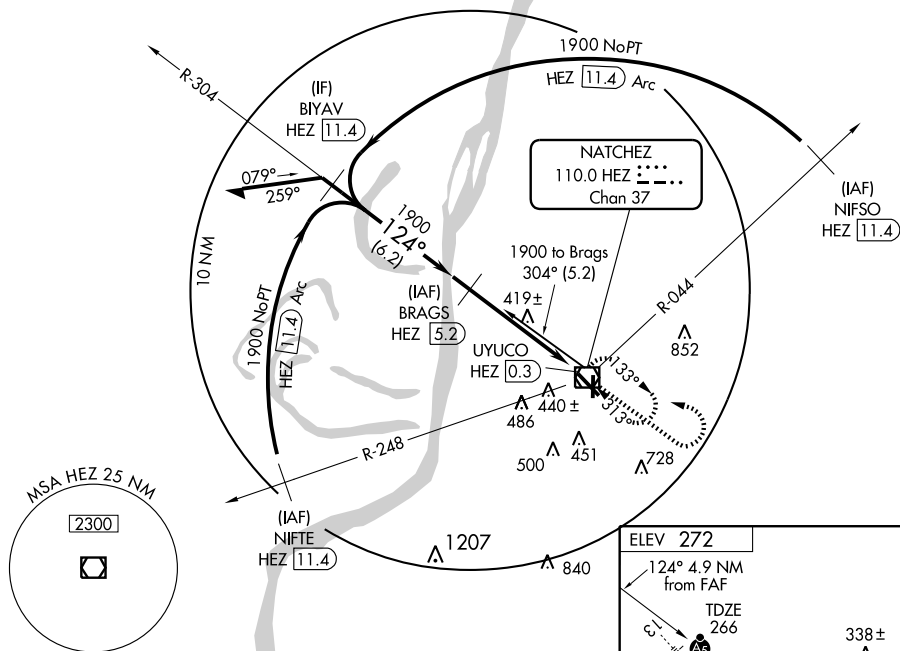 1900 NoPT
HEZ 11.4 Arc
R-304
(IF)
BIYAV
HEZ 11.4
NATCHEZ
110.0 HEZ
Chan 37
079°
259°
(IAF)
NIFSO
HEZ 11.4
1900
124°
(6.2)
10 NM
1900 to Brags
304° (5.2)
R-044
(IAF)
BRAGS
HEZ 5.2
419±
1900 NoPT
HEZ 11.4 Arc
852
UYUCO
HEZ 0.3
133°
313°
440±
486
R-248
451
500
728
MSA HEZ 25 NM
2300
(IAF)
NIFTE
HEZ 11.4
1207
840
ELEV 272
124° 4.9 NM
from FAF
TDZE
266
13
338±
A5